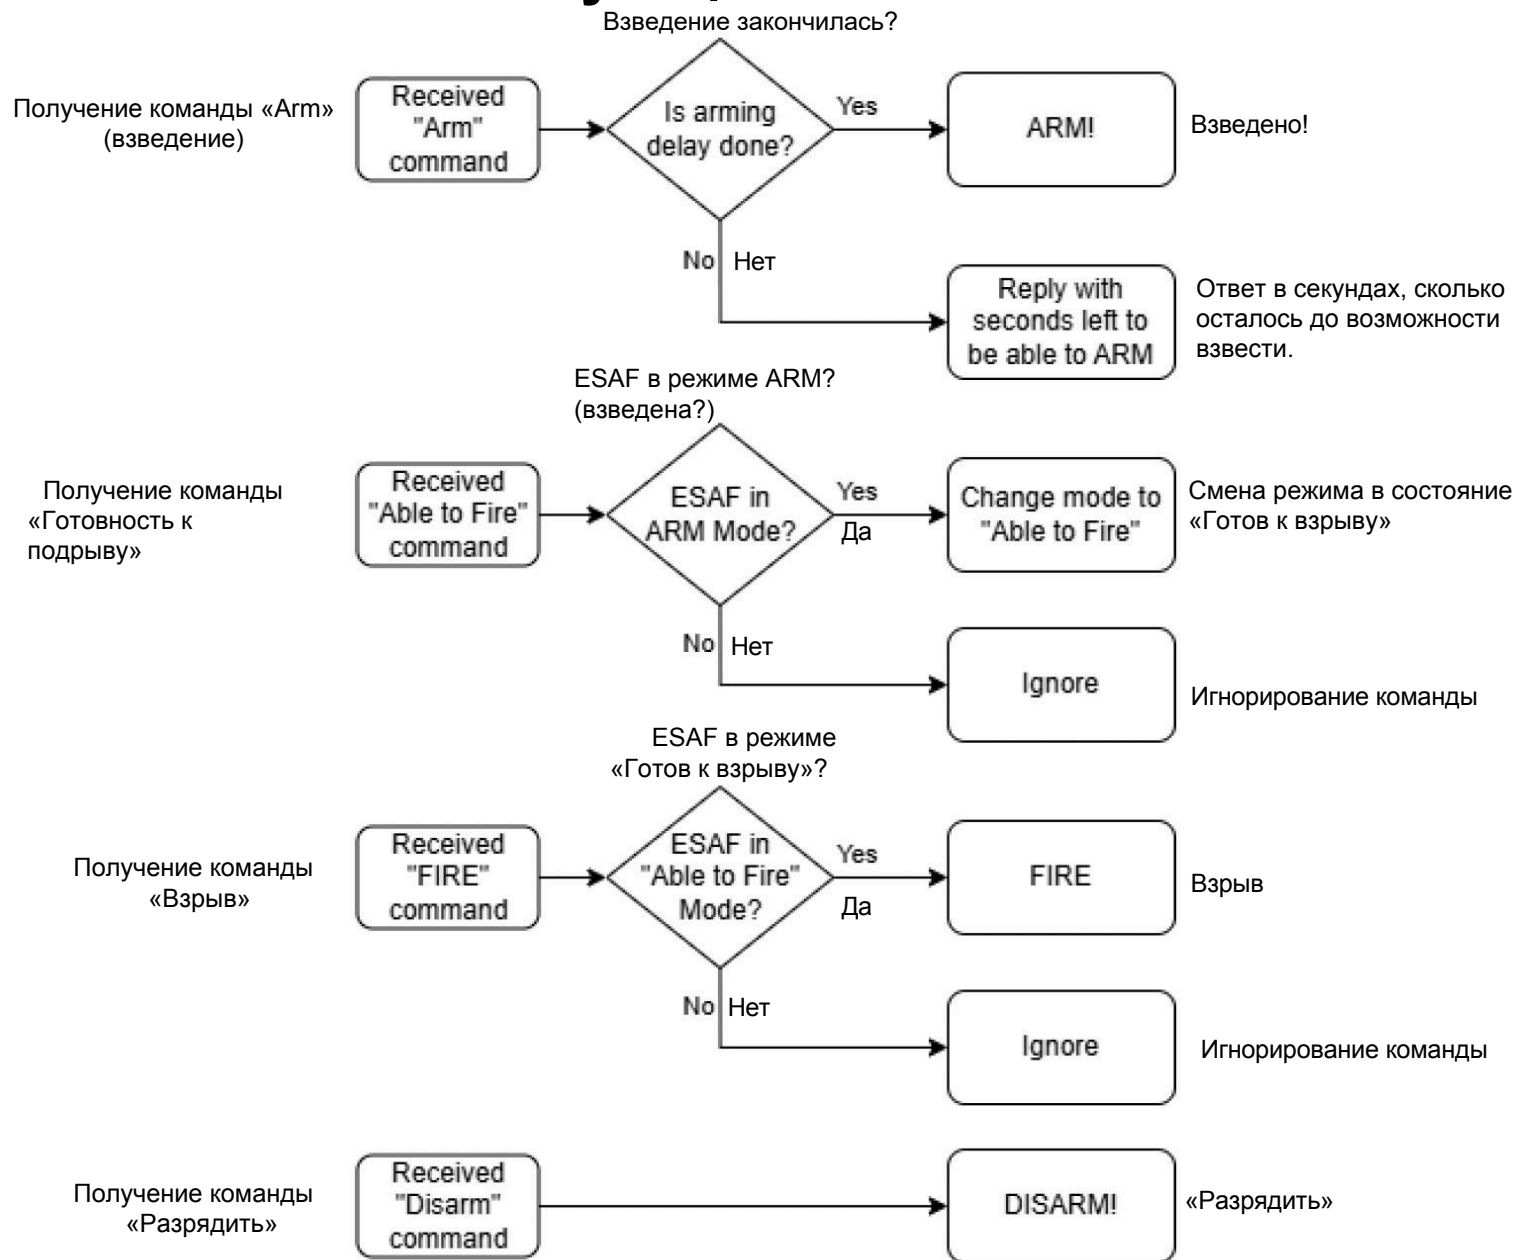 Взведение закончилась?
Получение команды «Arm»
(взведение)
Received
"Arm"
command
Is arming
delay done?
Yes
ARM!
Взведено!
No
Нет
Reply with
seconds left to
be able to ARM
Ответ в секундах, сколько
осталось до возможности
взвести.
ESAF в режиме ARM?
(взведена?)
Получение команды
«Готовность к
подрыву»
Received
"Able to Fire"
command
ESAF in
ARM Mode?
Yes
Да
Change mode to
"Able to Fire"
Смена режима в состояние
«Готов к взрыву»
No
Нет
Ignore
Игнорирование команды
ESAF в режиме
«Готов к взрыву»?
Получение команды
«Взрыв»
Received
"FIRE"
command
ESAF in
"Able to Fire"
Mode?
Yes
Да
FIRE
Взрыв
No
Нет
Ignore
Игнорирование команды
Получение команды
«Разрядить»
Received
"Disarm"
command
DISARM!
«Разрядить»